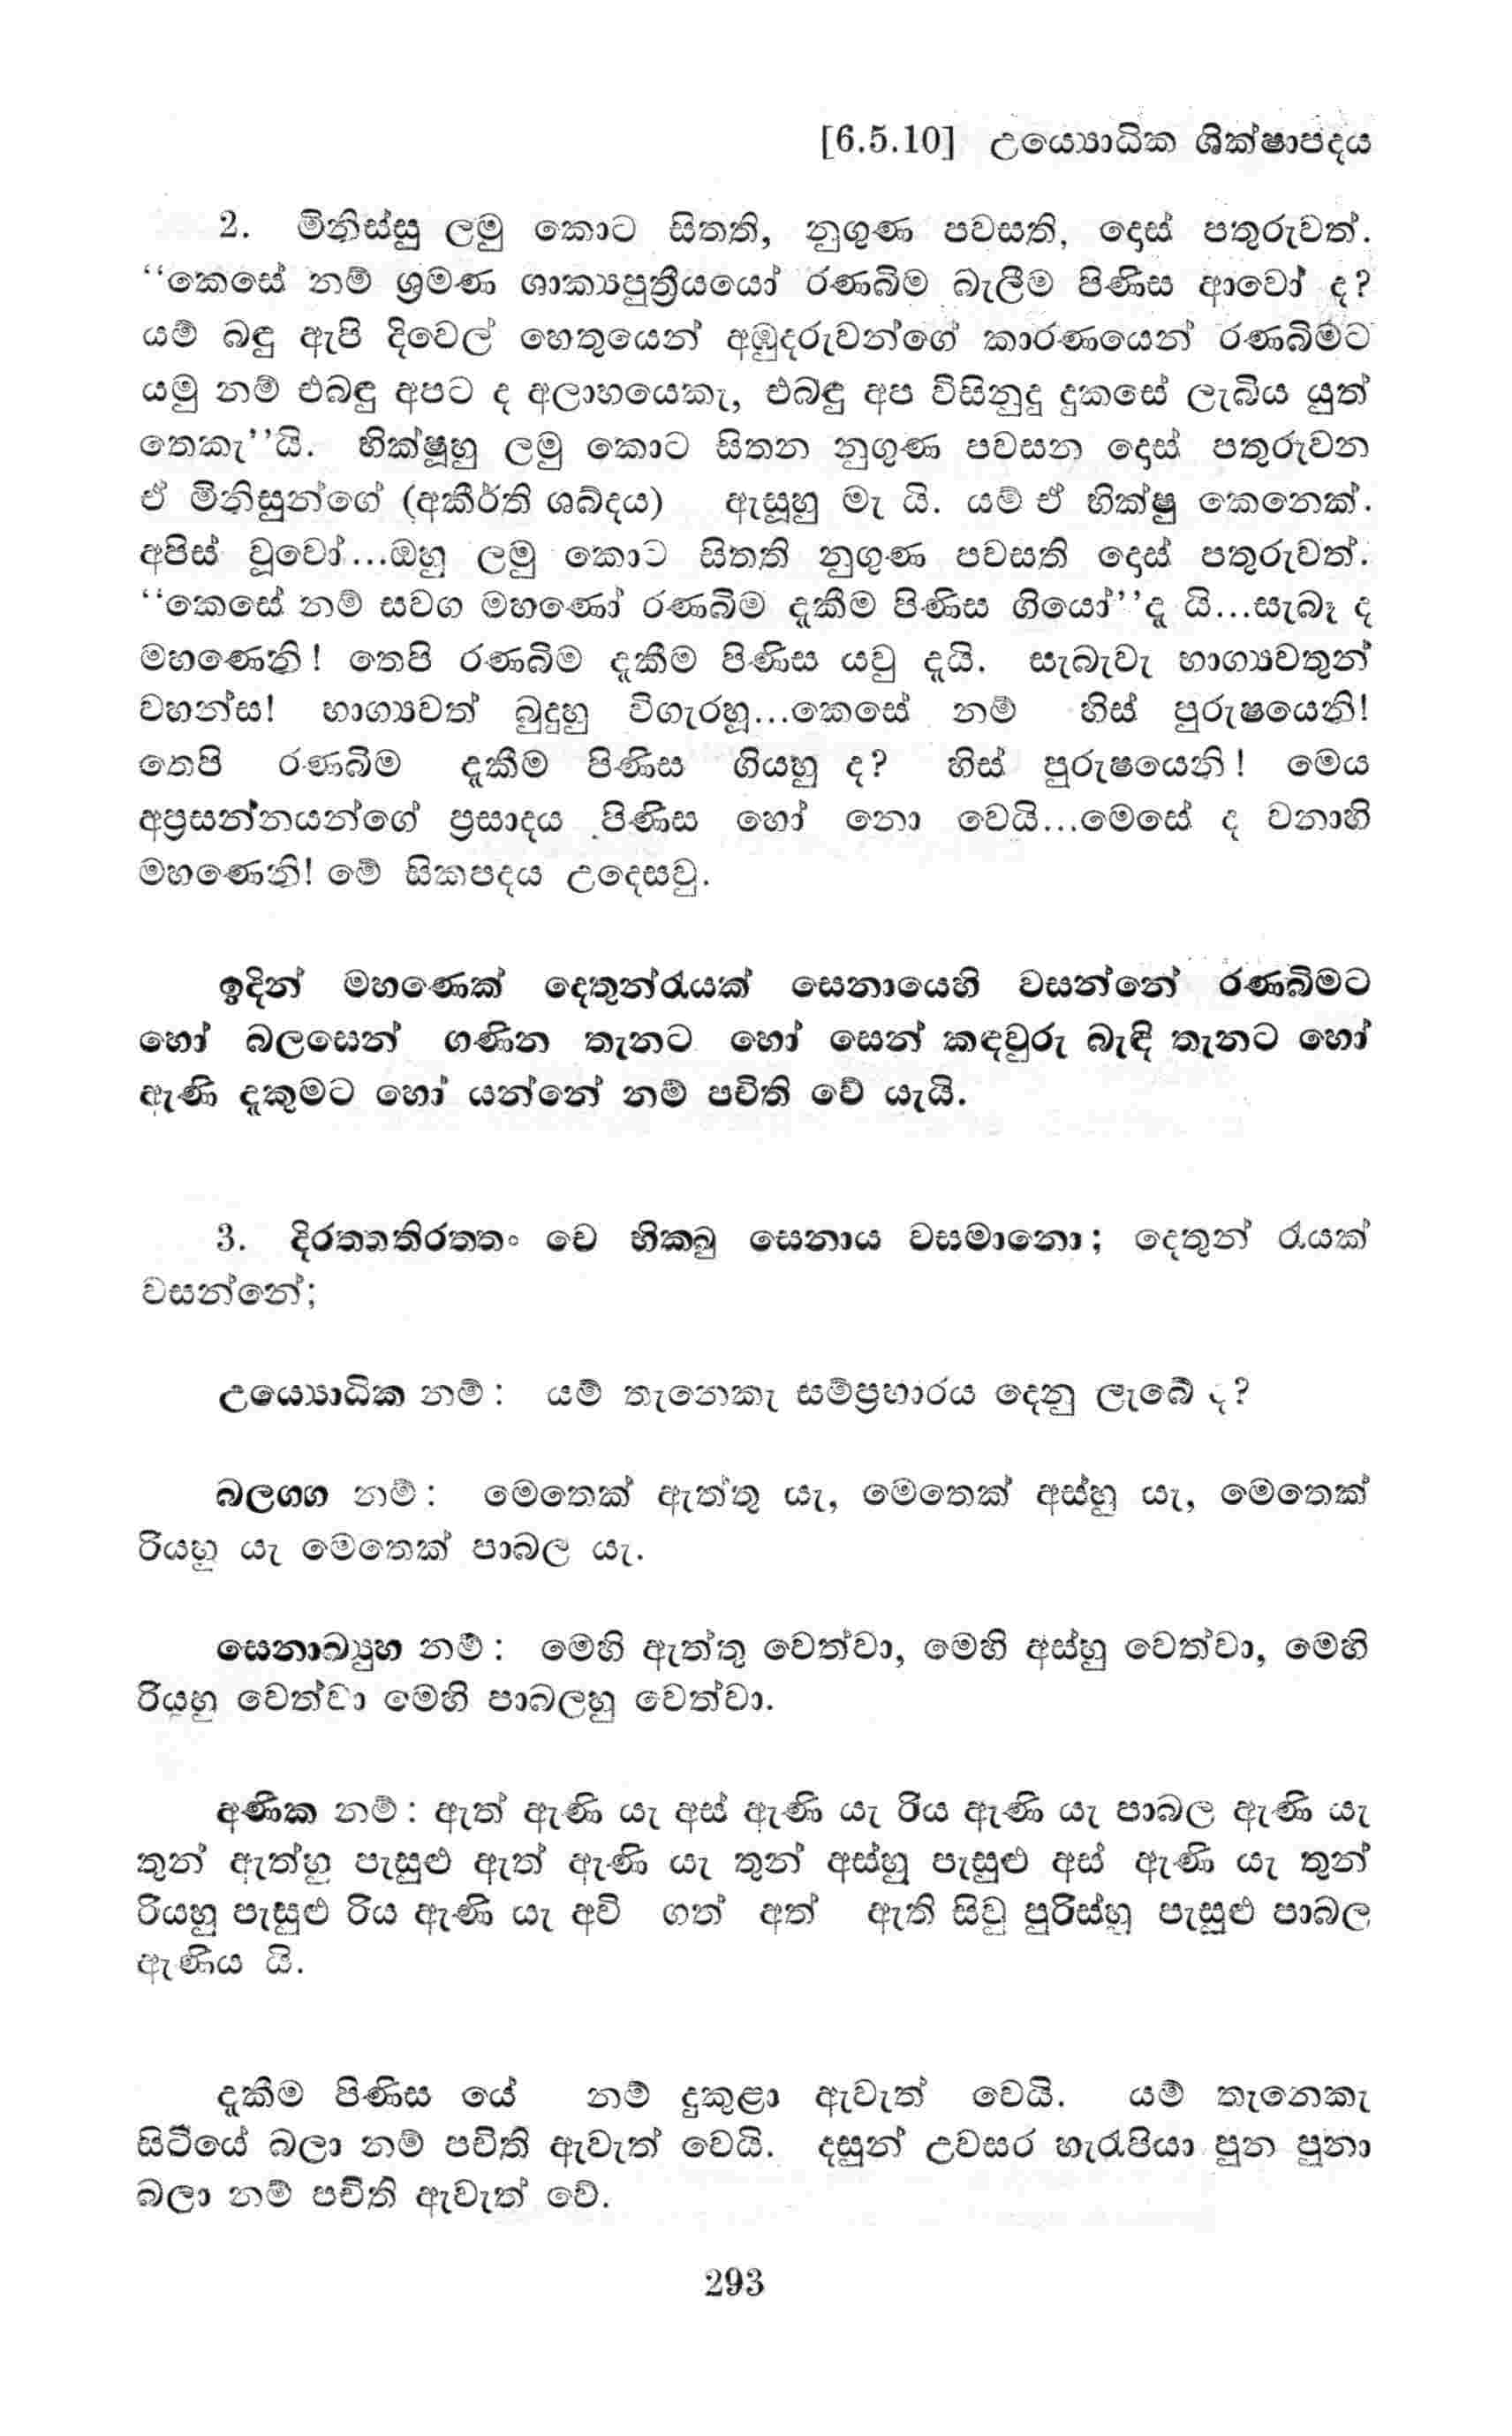 [6.5.10] උය්‍යොධික ශික්ෂාපදය
2. මිනිස්සු ලමු කොට සිතති, නුගුණ පවසති, දොස් පතුරුවත්.
“කෙසේ නම් ශ්‍රමණ ශාක්‍යපුත්‍රීයයෝ රණබිම බැලීම පිණිස ආවෝ ද?
යම් බඳු ඇපි දිවෙල් හෙතුයෙන් අඹුදරුවන්ගේ කාරණයෙන් රණබිමට
යමු නම් එබඳු අපට ද අලාභයෙකැ, එබඳු අප විසිනුදු දුකසේ ලැබිය යුත්
තෙකැ”යි. භික්ෂූහු ලමු කොට සිතන නුගුණ පවසන දොස් පතුරුවන
ඒ මිනිසුන්ගේ (අකීර්ති ශබ්දය) ඇසූහු මැ යි. යම් ඒ භික්ෂු කෙනෙක්.
අපිස් වූවෝ...ඔහු ලමු කොට සිතති නුගුණ පවසති දොස් පතුරුවත්.
“කෙසේ නම් සවග මහණෝ රණබිම දැකීම පිණිස ගියෝ”දැ යි...සැබෑ ද
මහණෙනි! තෙපි රණබිම දැකීම පිණිස යවු දැයි. සැබැවැ භාග්‍යවතුන්
වහන්ස! භාග්‍යවත් බුදුහු විගැරහූ...කෙසේ නම් හිස් පුරුෂයෙනි!
තෙපි රණබිම දැකීම පිණිස ගියහු ද? හිස් පුරුෂයෙනි! මෙය
අප්‍රසන්නයන්ගේ ප්‍රසාදය පිණිස හෝ නො වෙයි...මෙසේ ද වනාහි
මහණෙනි! මේ සිකපදය උදෙසවු.
ඉදින් මහණෙක් දෙතුන්රැයක් සෙනායෙහි වසන්නේ රණබිමට
හෝ බලසෙන් ගණින තැනට හෝ සෙන් කඳවුරු බැඳි තැනට හෝ
ඇණි දැකුමට හෝ යන්නේ නම් පචිති වේ යැයි.
3. දිරත්තතිරත්තං චෙ භික්ඛු සෙනාය වසමානො; දෙතුන් රැයක්
වසන්නේ;
උය්‍යොධික නම්: යම් තැනෙකැ සම්ප්‍රහාරය දෙනු ලැබේ ද?
බලග්ග නම්: මෙතෙක් ඇත්තු යැ, මෙතෙක් අස්හු යැ, මෙතෙක්
රියහු යැ මෙතෙක් පාබල යැ.
සෙනාබ්‍යුහ නම්: මෙහි ඇත්තු වෙත්වා, මෙහි අස්හු වෙත්වා, මෙහි
රියහු වෙත්වා මෙහි පාබලහු වෙත්වා.
අණීක නම්: ඇත් ඇණි යැ අස් ඇණි යැ රිය ඇණි යැ පාබල ඇණි යැ
තුන් ඇත්හු පැසුළු ඇත් ඇණි යැ තුන් අස්හු පැසුළු අස් ඇණි යැ තුන්
රියහු පැසුළු රිය ඇණි යැ අවි ගත් අත් ඇති සිවු පුරිස්හු පැසුළු පාබල
ඇණිය යි.
දැකීම පිණිස යේ නම් දුකුළා ඇවැත් වෙයි. යම් තැනෙකැ
සිටියේ බලා නම් පචිති ඇවැත් වෙයි. දසුන් උවසර හැරැපියා පුන පුනා
බලා නම් පචිති ඇවැත් වේ.
293